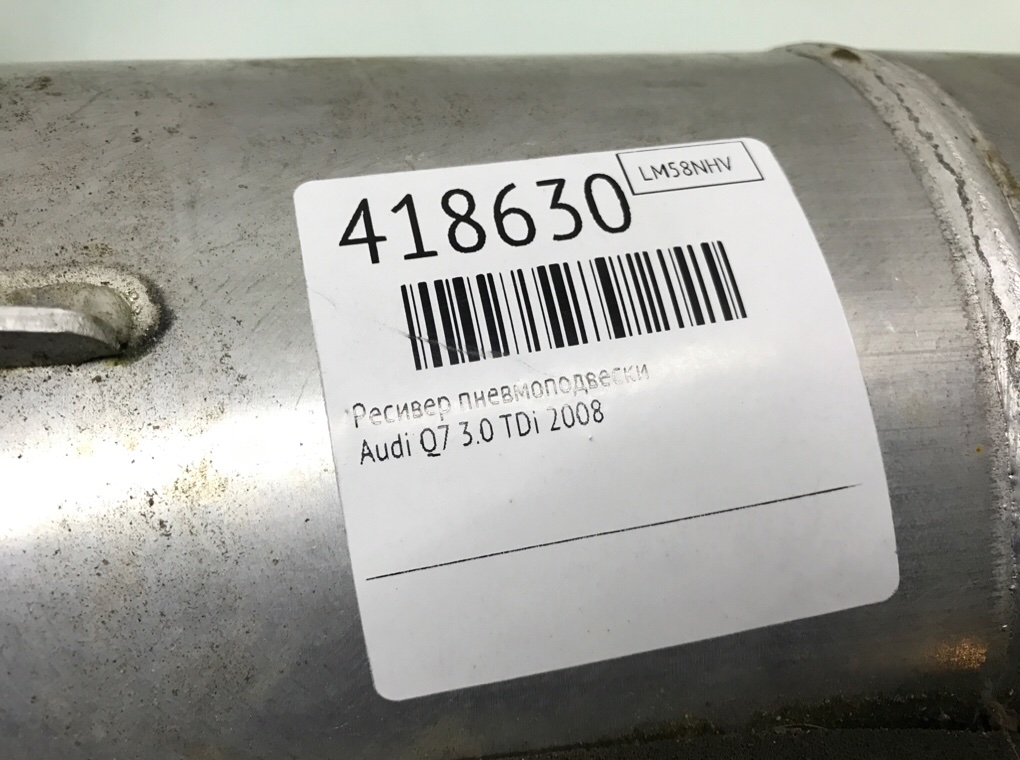 LM58NHV
418630
Ресивер пневмоподвески
Audi Q7 3.0 TDi 2008